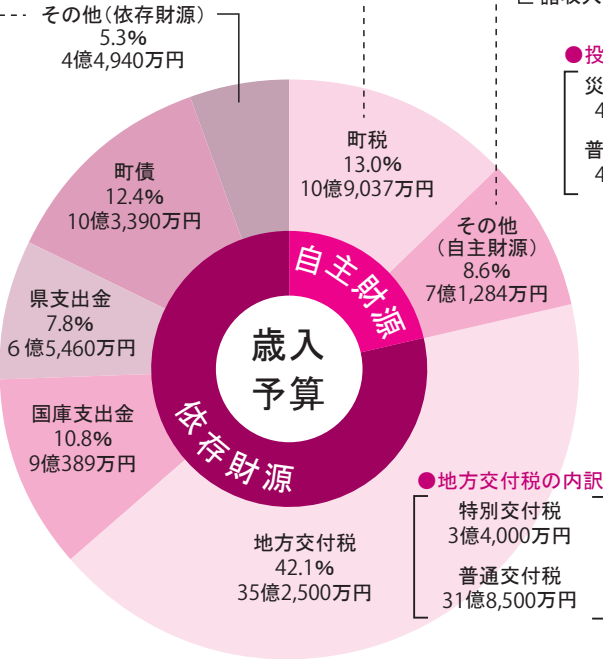 その他（依存財源）
5.3%
4億4,940万円
町税
13.0%
10億9,037万円
町債
12.4%
10億3,390万円
その他
（自主財源）
8.6%
7億1,284万円
自主財源
県支出金
7.8%
6億5,460万円
歳入
予算
国庫支出金
10.8%
9億389万円
依存財源
地方交付税
42.1%
35億2,500万円
●地方交付税の内訳
特別交付税
3億4,000万円
普通交付税
31億8,500万円
●投
災
4
普
4